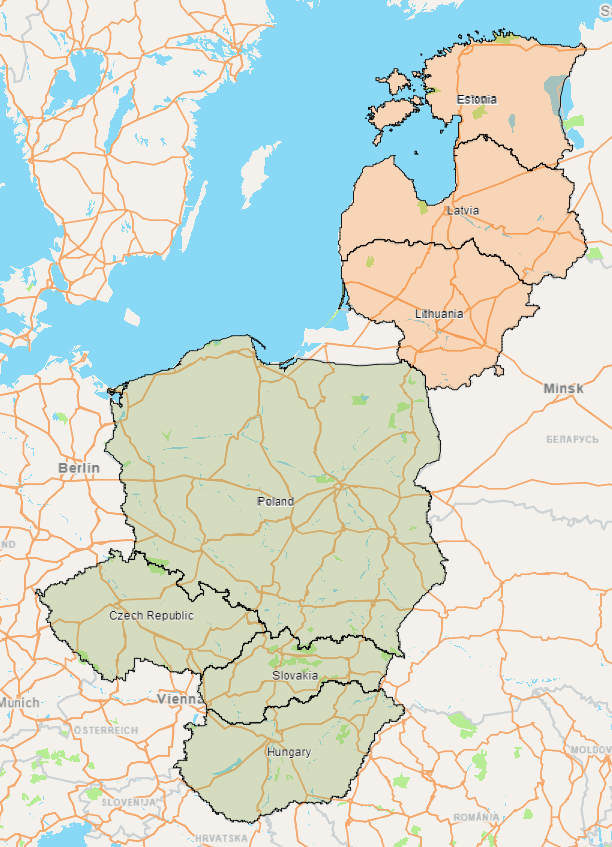 Estonia
Latvia
Lithuania
Minsk
БЕЛАРУСЬ
Berlin
Poland
ND
Czech Republic
Slovakia
Munich
Vienna
ÖSTERREICH
Hungary
MOLDOV
SLOVENIJA
ROMÂNIA
HRVATSKA